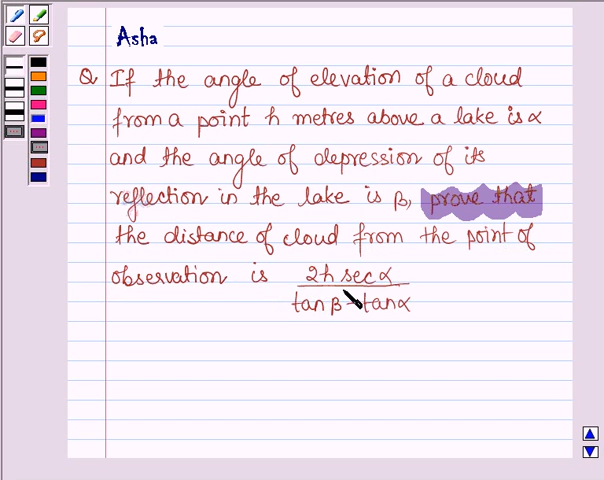 Asha
Q If the angle of elevation of a cloud
from a point h metres above a lake is α
and the angle of depression of its
reflection in the lake is β, prove that
the distance of cloud from the point of
observation is 2h sec α
tan β - tan α